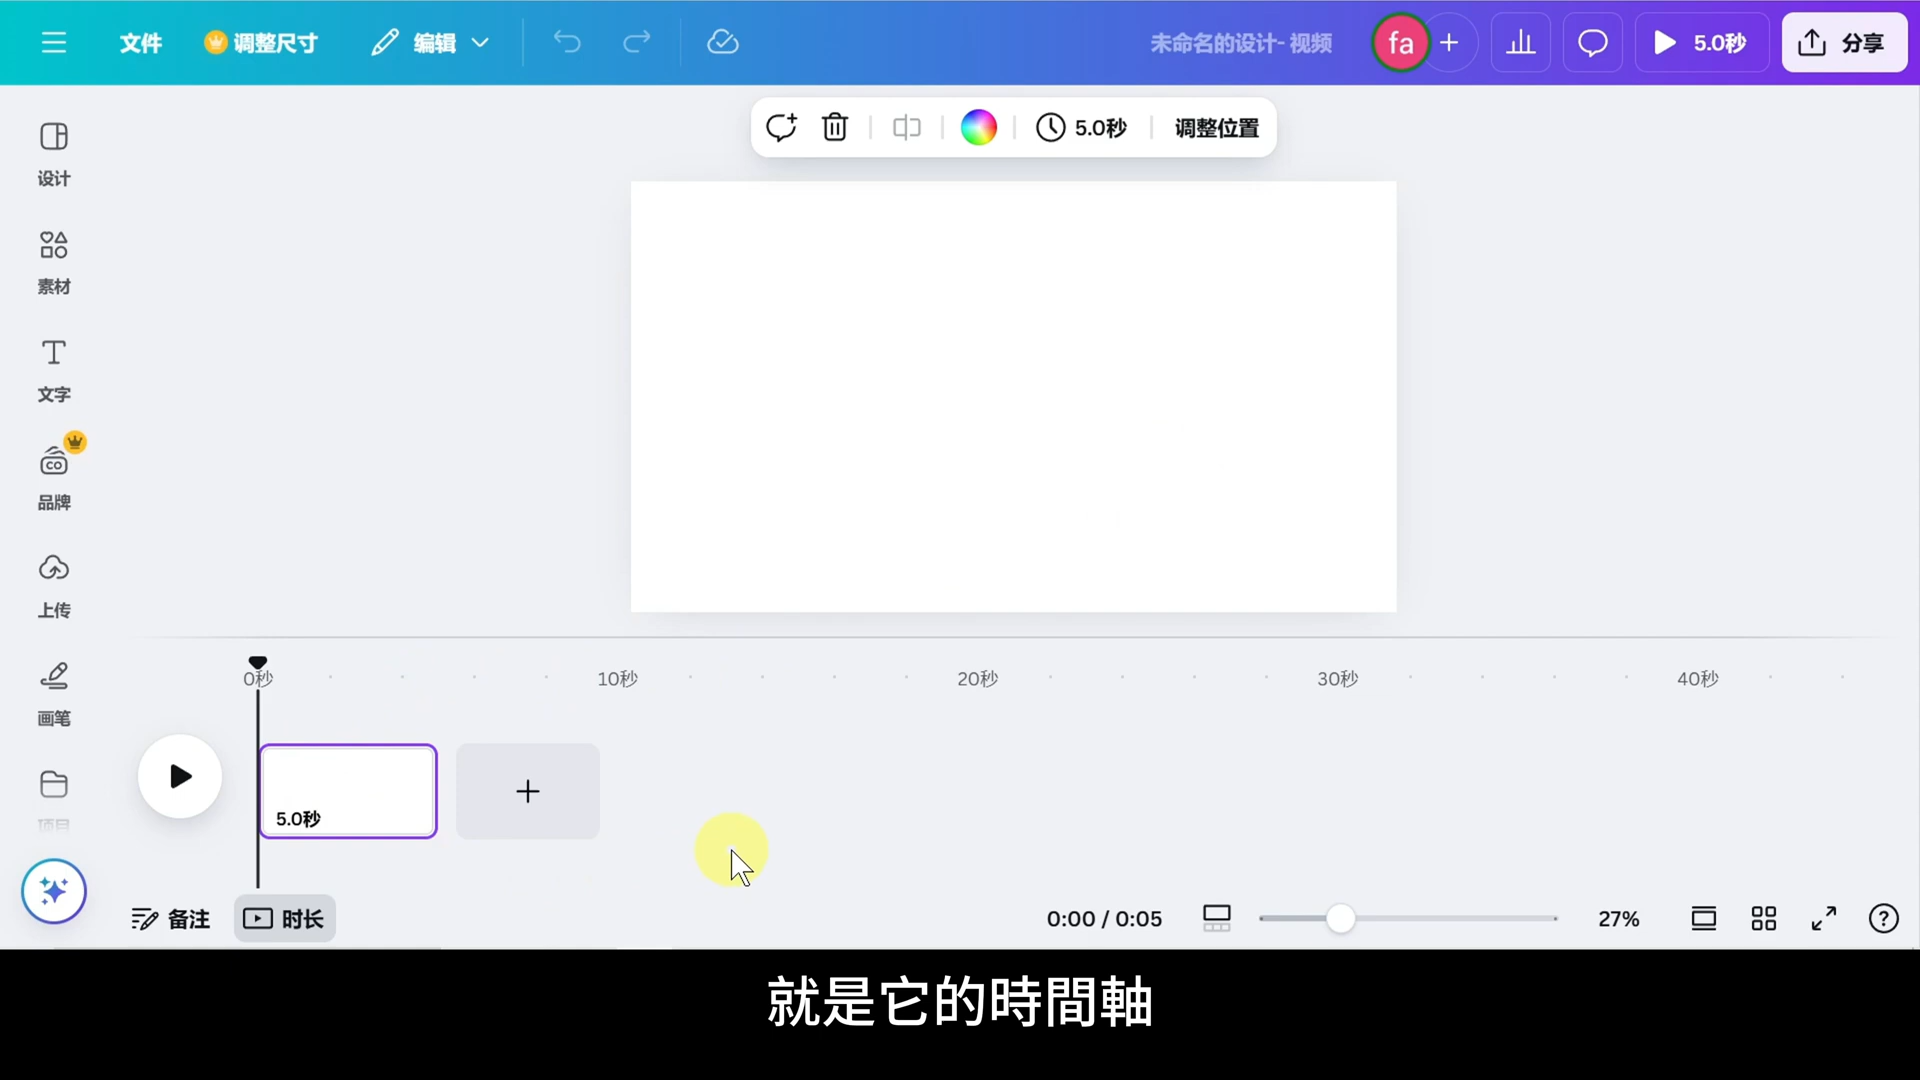 文件
调整尺寸
编辑
未命名的设计- 视频
fa
5.0秒
分享
5.0秒
调整位置
设计
素材
文字
CO
品牌
上传
画笔
项目
0秒
10秒
20秒
30秒
40秒
5.0秒
备注
时长
0:00 / 0:05
27%
就是它的時間軸